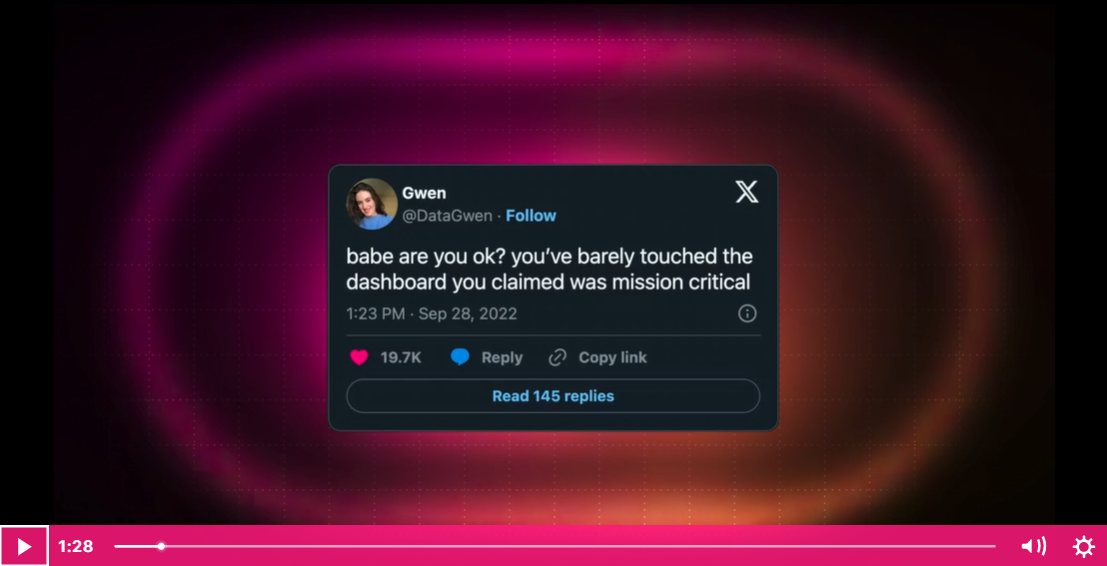 Gwen
@DataGwen · Follow
babe are you ok? you’ve barely touched the
dashboard you claimed was mission critical
1:23 PM · Sep 28, 2022
19.7K Reply Copy link
Read 145 replies
1:28